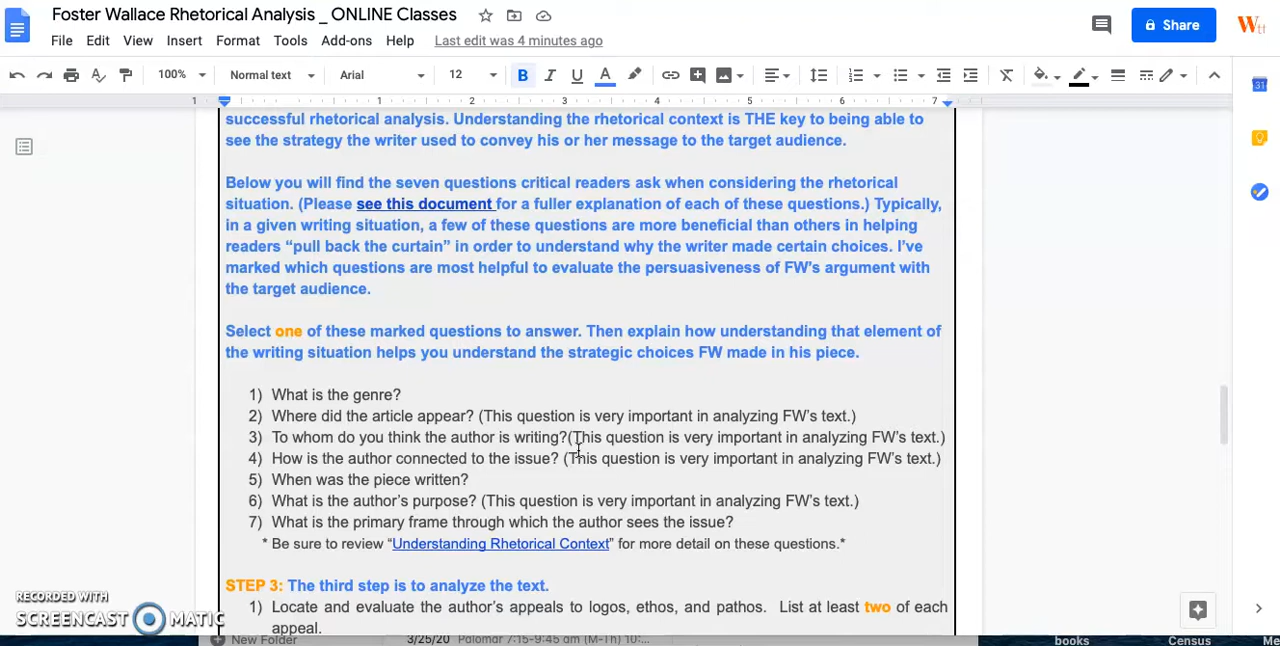 Foster Wallace Rhetorical Analysis _ ONLINE Classes
File Edit View Insert Format Tools Add-ons Help Last edit was 4 minutes ago
Share
100% Normal text Arial 12 B I U A
1 1 2 3 4 5 6 7
31
successful rhetorical analysis. Understanding the rhetorical context is THE key to being able to
see the strategy the writer used to convey his or her message to the target audience.
Below you will find the seven questions critical readers ask when considering the rhetorical
situation. (Please see this document for a fuller explanation of each of these questions.) Typically,
in a given writing situation, a few of these questions are more beneficial than others in helping
readers “pull back the curtain” in order to understand why the writer made certain choices. I’ve
marked which questions are most helpful to evaluate the persuasiveness of FW’s argument with
the target audience.
Select one of these marked questions to answer. Then explain how understanding that element of
the writing situation helps you understand the strategic choices FW made in his piece.
1) What is the genre?
2) Where did the article appear? (This question is very important in analyzing FW’s text.)
3) To whom do you think the author is writing?(This question is very important in analyzing FW’s text.)
4) How is the author connected to the issue? (This question is very important in analyzing FW’s text.)
5) When was the piece written?
6) What is the author’s purpose? (This question is very important in analyzing FW’s text.)
7) What is the primary frame through which the author sees the issue?
* Be sure to review “Understanding Rhetorical Context” for more detail on these questions.*
STEP 3: The third step is to analyze the text.
1) Locate and evaluate the author’s appeals to logos, ethos, and pathos. List at least two of each
appeal.
RECORDED WITH
SCREENCAST MATIC
New Folder 3/25/20 Palomar 7:15-9:45 am (M-Th) 10:... books Census Me